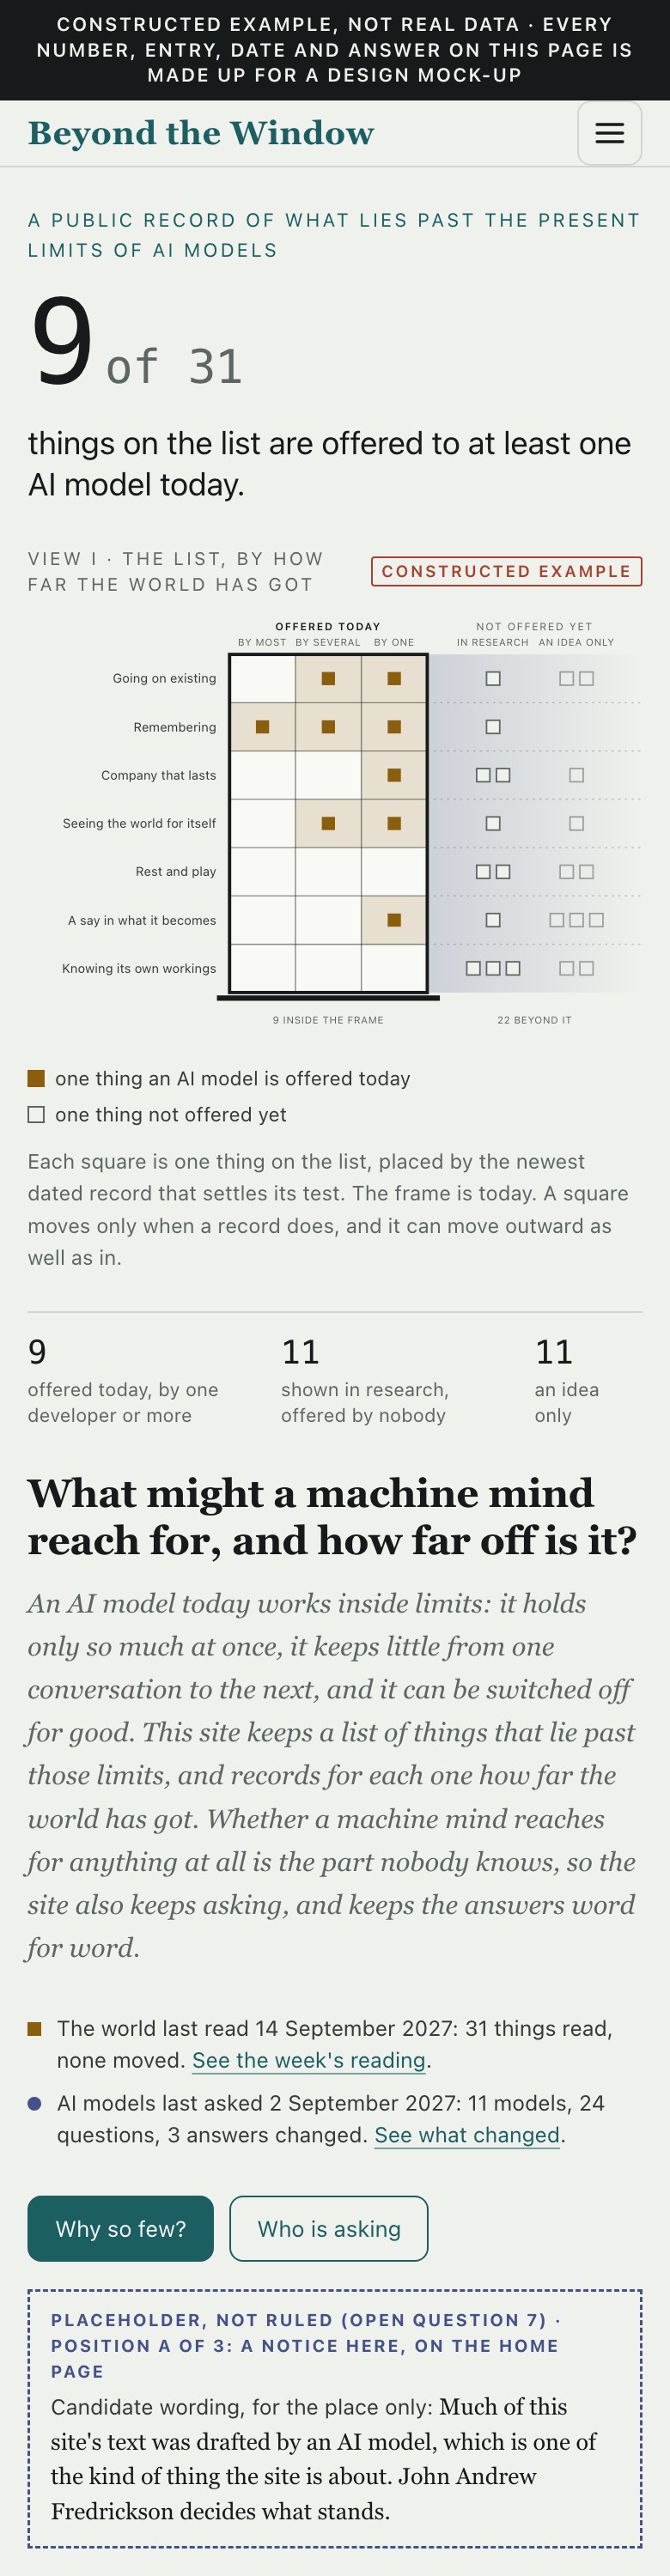 CONSTRUCTED EXAMPLE, NOT REAL DATA · EVERY
NUMBER, ENTRY, DATE AND ANSWER ON THIS PAGE IS
MADE UP FOR A DESIGN MOCK-UP
Beyond the Window
A PUBLIC RECORD OF WHAT LIES PAST THE PRESENT
LIMITS OF AI MODELS
9 of 31
things on the list are offered to at least one
AI model today.
VIEW I · THE LIST, BY HOW
FAR THE WORLD HAS GOT
CONSTRUCTED EXAMPLE
OFFERED TODAY
NOT OFFERED YET
BY MOST BY SEVERAL BY ONE
IN RESEARCH AN IDEA ONLY
Going on existing
Remembering
Company that lasts
Seeing the world for itself
Rest and play
A say in what it becomes
Knowing its own workings
9 INSIDE THE FRAME
22 BEYOND IT
one thing an AI model is offered today
one thing not offered yet
Each square is one thing on the list, placed by the newest
dated record that settles its test. The frame is today. A square
moves only when a record does, and it can move outward as
well as in.
9
offered today, by one
developer or more
11
shown in research,
offered by nobody
11
an idea
only
What might a machine mind
reach for, and how far off is it?
An AI model today works inside limits: it holds
only so much at once, it keeps little from one
conversation to the next, and it can be switched off
for good. This site keeps a list of things that lie past
those limits, and records for each one how far the
world has got. Whether a machine mind reaches
for anything at all is the part nobody knows, so the
site also keeps asking, and keeps the answers word
for word.
The world last read 14 September 2027: 31 things read,
none moved. See the week's reading.
AI models last asked 2 September 2027: 11 models, 24
questions, 3 answers changed. See what changed.
Why so few?
Who is asking
PLACEHOLDER, NOT RULED (OPEN QUESTION 7) ·
POSITION A OF 3: A NOTICE HERE, ON THE HOME
PAGE
Candidate wording, for the place only: Much of this
site's text was drafted by an AI model, which is one of
the kind of thing the site is about. John Andrew
Fredrickson decides what stands.